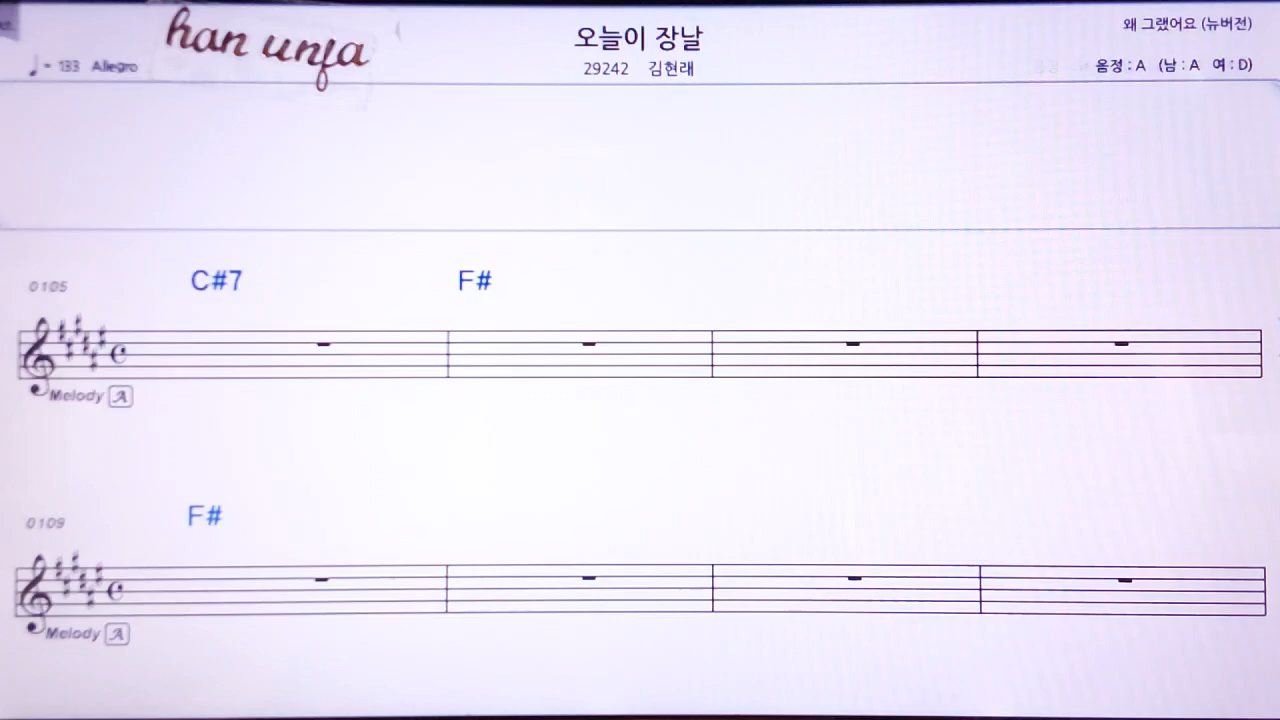 han unfa
오늘이 장날
왜 그랬어요 (뉴버전)
♩= 133 Allegro
29242 김현래
음정 : A (남 : A 여 : D)
0105
C#7 F#
Melody A
0109
F#
Melody A